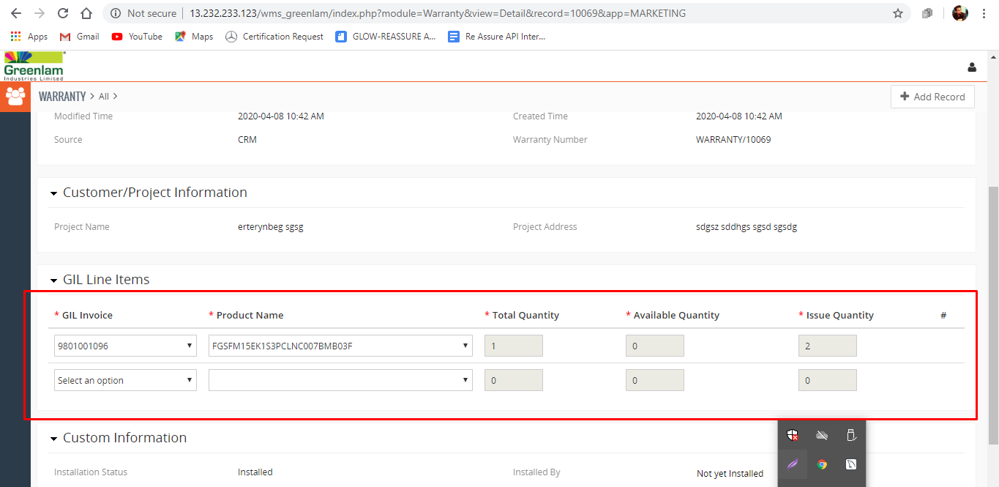 Not secure | 13.232.233.123/wms_greenlam/index.php?module=Warranty&view=Detail&record=10069&app=MARKETING
Apps Gmail YouTube Maps Certification Request GLOW-REASSURE A... Re Assure API Inter...
Greenlam
Industries Limited
WARRANTY > All > Add Record
Modified Time 2020-04-08 10:42 AM Created Time 2020-04-08 10:42 AM
Source CRM Warranty Number WARRANTY/10069
Customer/Project Information
Project Name erterynbeg sgsg Project Address sdgsz sddhgs sgsd sgsdg
GIL Line Items
* GIL Invoice * Product Name * Total Quantity * Available Quantity * Issue Quantity #
9801001096 FGSFM15EK1S3PCLNC007BMB03F 1 0 2
Select an option 0 0 0
Custom Information
Installation Status Installed Installed By Not yet Installed